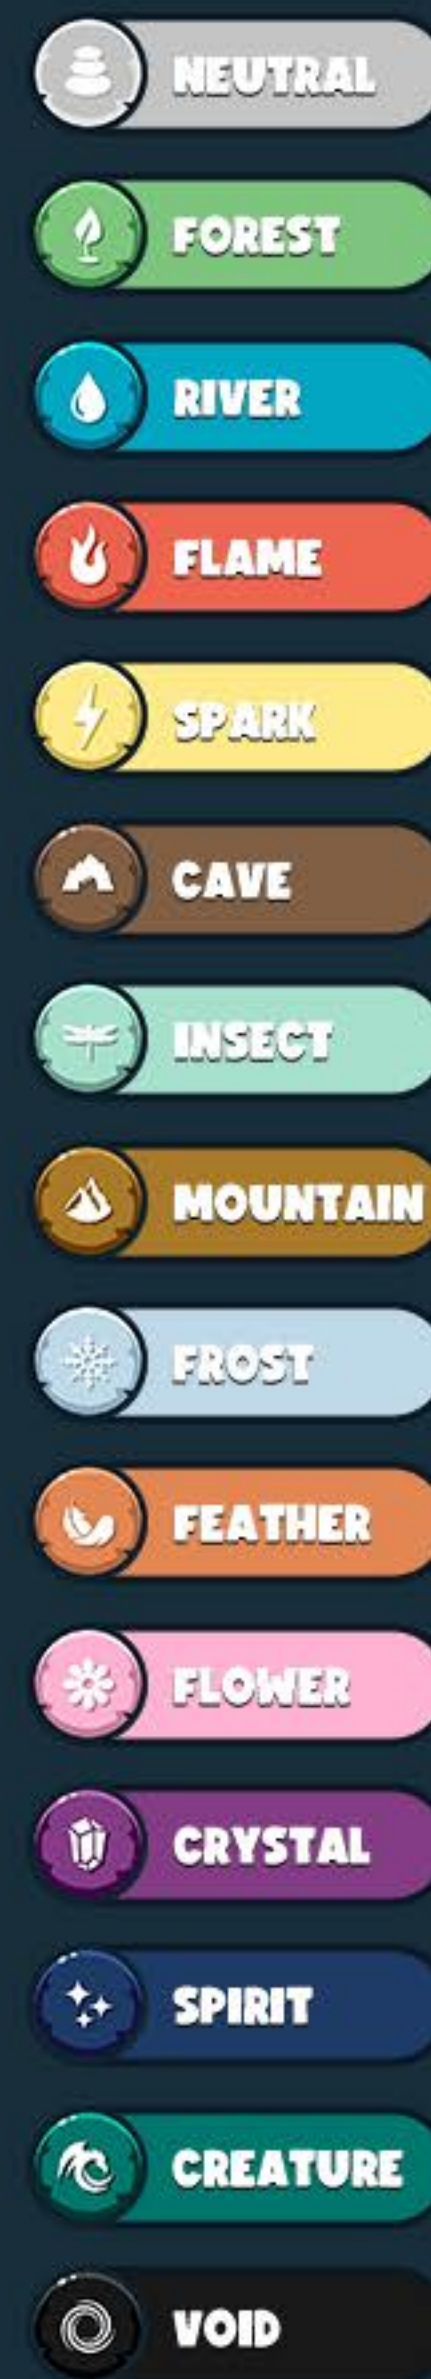 NEUTRAL
FOREST
RIVER
FLAME
SPARK
CAVE
INSECT
MOUNTAIN
FROST
FEATHER
FLOWER
CRYSTAL
SPIRIT
CREATURE
VOID